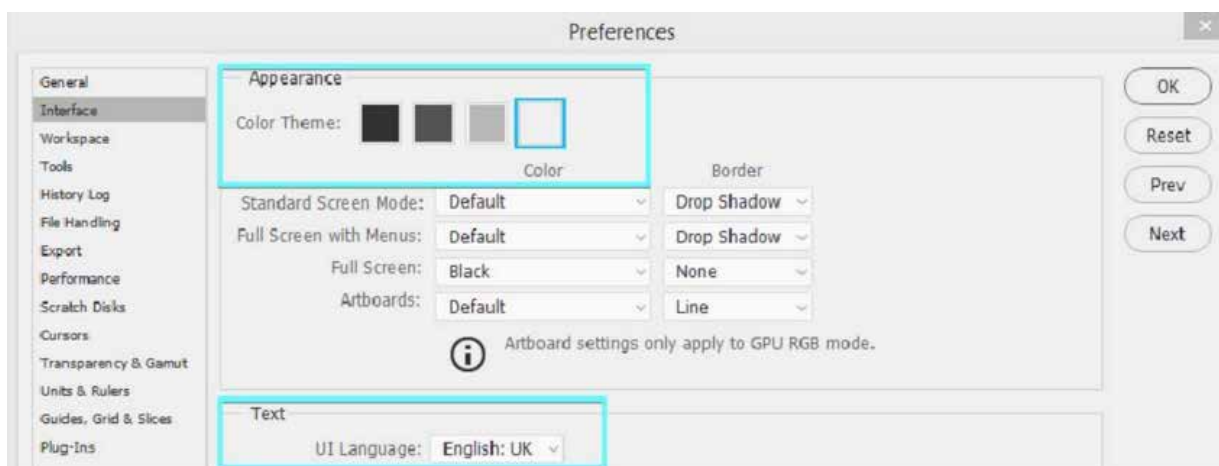 Preferences
General
Interface
Workspace
Tools
History Log
File Handling
Export
Performance
Scratch Disks
Cursors
Transparency & Gamut
Units & Rulers
Guides, Grid & Slices
Plug-Ins
Appearance
Color Theme:
Color Border
Standard Screen Mode: Default Drop Shadow
Full Screen with Menus: Default Drop Shadow
Full Screen: Black None
Artboards: Default Line
Artboard settings only apply to GPU RGB mode.
Text
UI Language: English: UK
OK
Reset
Prev
Next